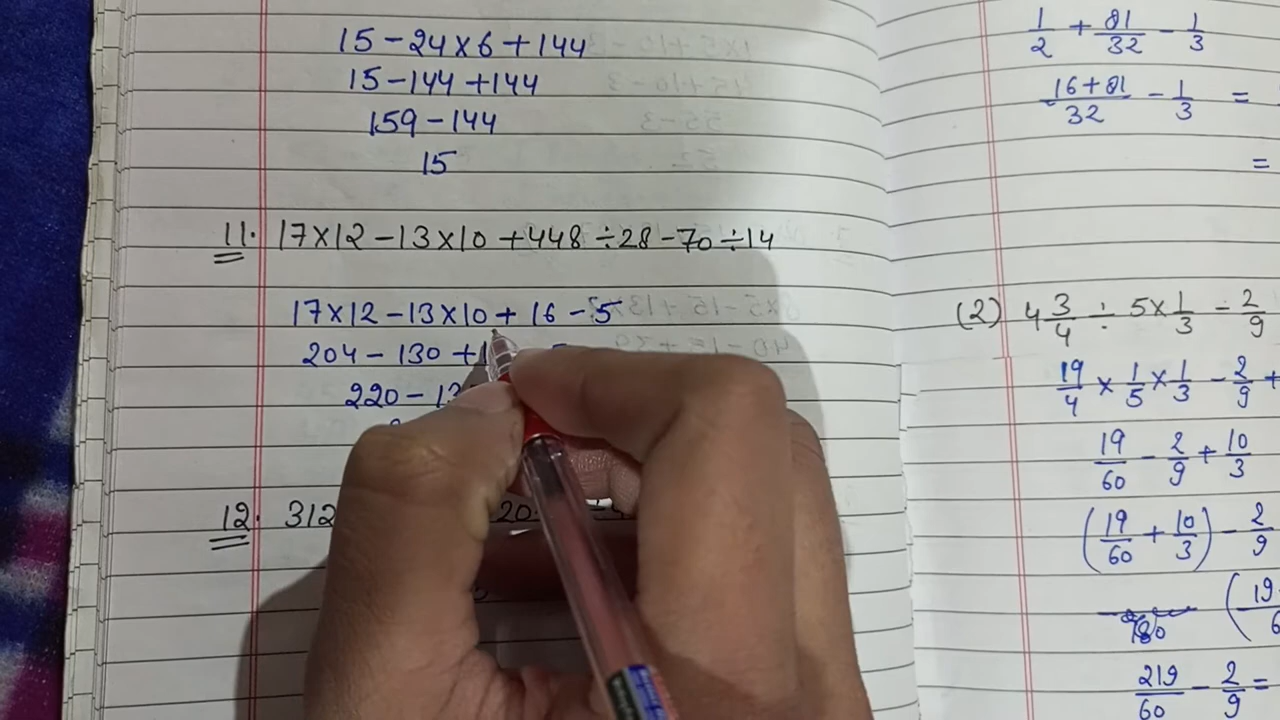 15-24×6+144
15-144+144
159-144
15
11. 17×12-13×10+448÷28-70÷14
17×12-13×10+16-5
204-130+1
220-13
12. 312
1/2 + 81/32 - 1/3
(16+81)/32 - 1/3 =
=
(2) 4 3/4 ÷ 5×1/3 - 2/9
19/4 × 1/5 × 1/3 - 2/9 +
19/60 - 2/9 + 10/3
(19/60 + 10/3) - 2/9
219/60 - 2/9 =